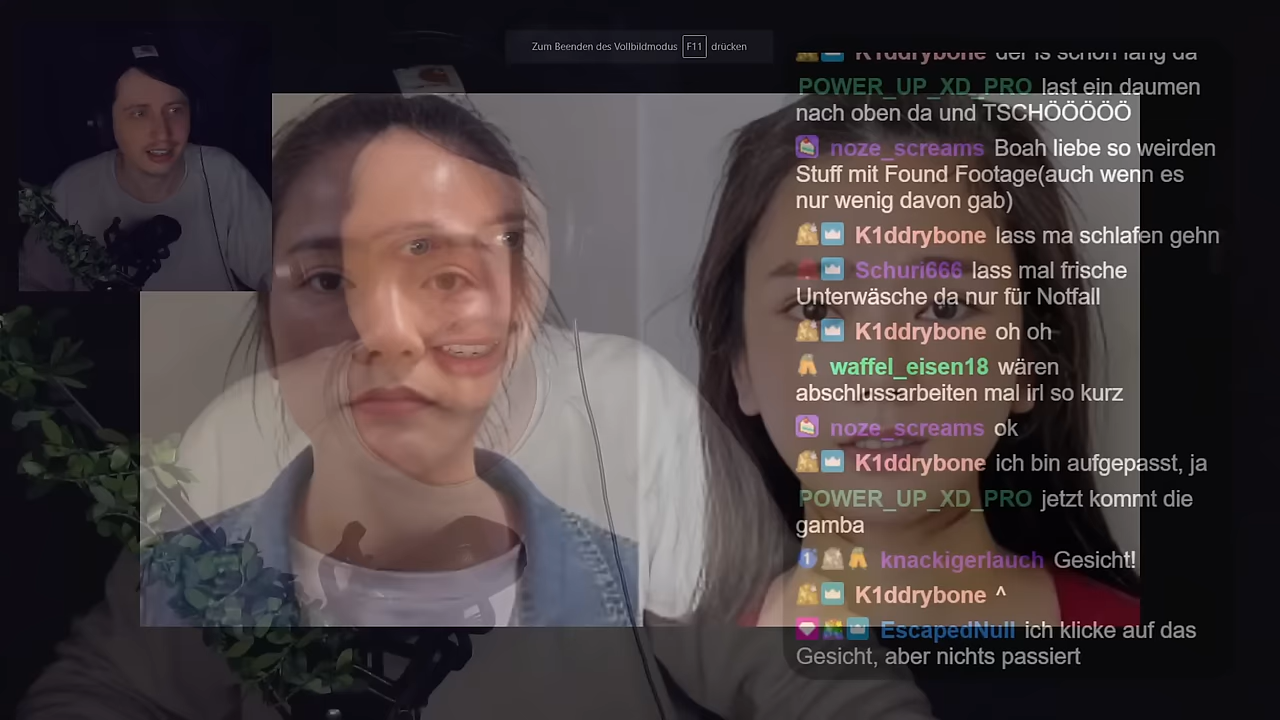 Zum Beenden des Vollbildmodus F11 drücken
K1ddrybone der is schon lang da
POWER_UP_XD_PRO last ein daumen
nach oben da und TSCHÖÖÖÖÖ
noze_screams Boah liebe so weirden
Stuff mit Found Footage(auch wenn es
nur wenig davon gab)
K1ddrybone lass ma schlafen gehn
Schuri666 lass mal frische
Unterwäsche da nur für Notfall
K1ddrybone oh oh
waffel_eisen18 wären
abschlussarbeiten mal irl so kurz
noze_screams ok
K1ddrybone ich bin aufgepasst, ja
POWER_UP_XD_PRO jetzt kommt die
gamba
1 knackigerlauch Gesicht!
K1ddrybone ^
EscapedNull ich klicke auf das
Gesicht, aber nichts passiert